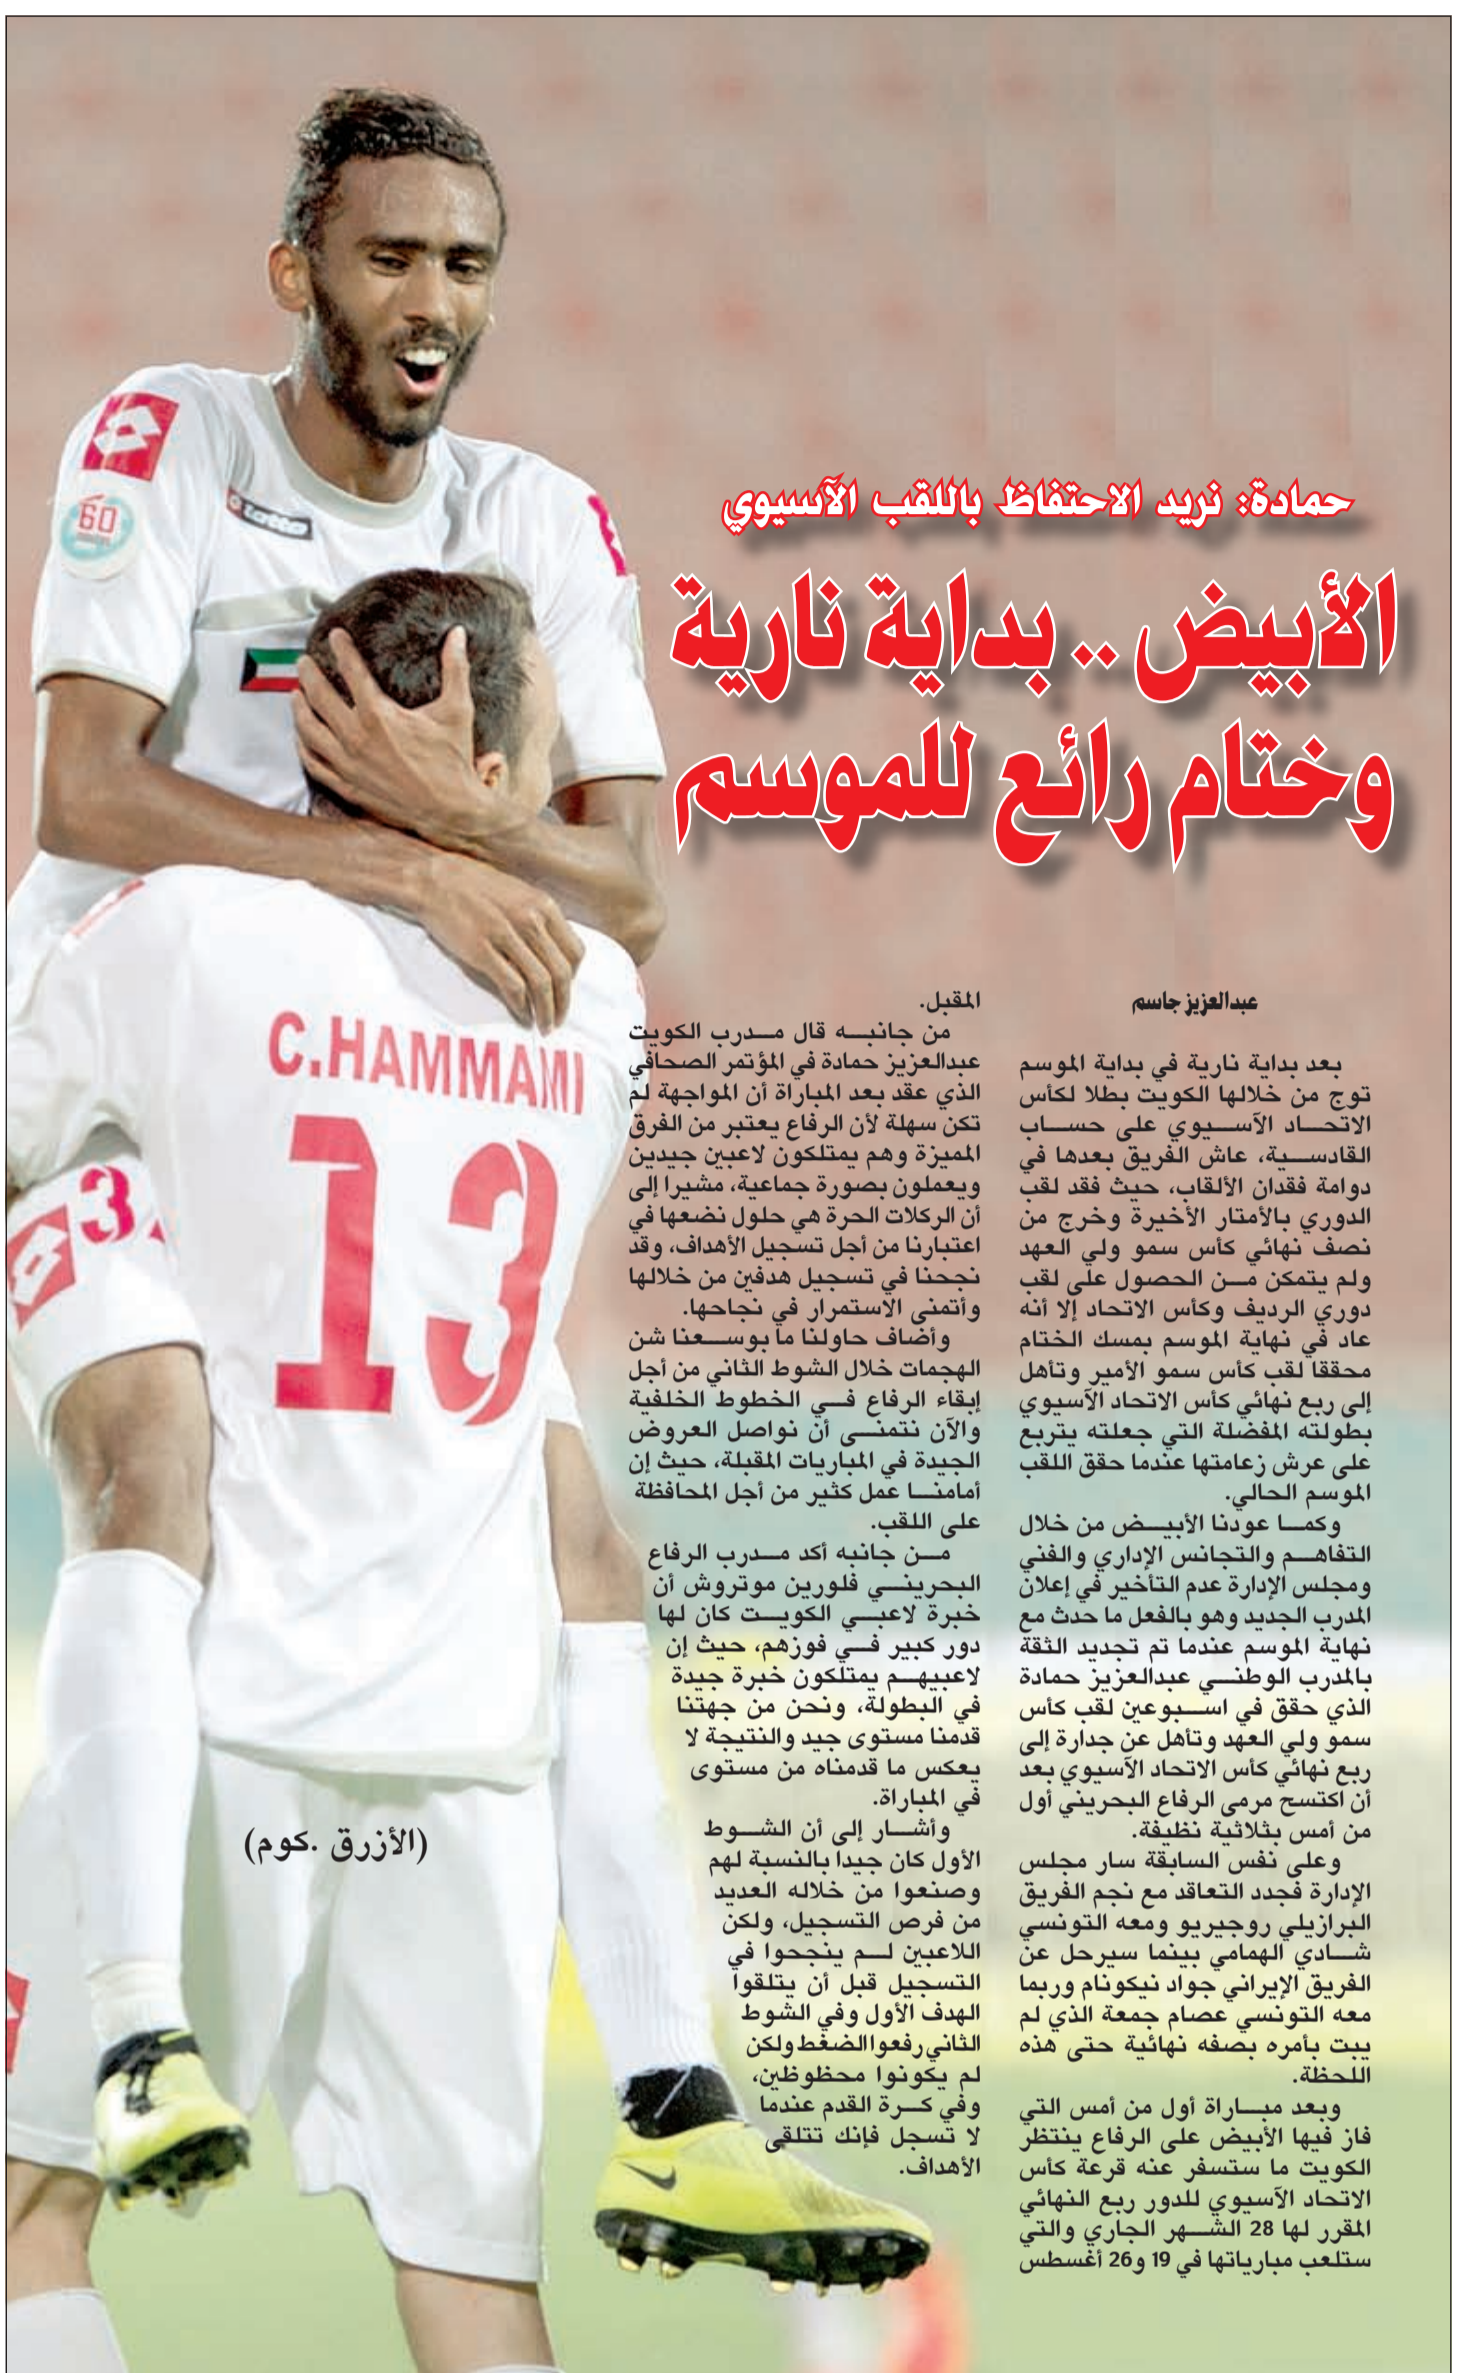 حمادة: نريد الاحتفاظ باللقب الآسيوي
الأبيض .. بداية نارية
وختام رائع للموسم
عبدالعزيز جاسم
بعد بداية نارية في بداية الموسم
توج من خلالها الكويت بطلا لكأس
الاتحاد الآسيوي على حساب
القادسية، عاش الفريق بعدها في
دوامة فقدان الألقاب، حيث فقد لقب
الدوري بالأمتار الأخيرة وخرج من
نصف نهائي كأس سمو ولي العهد
ولم يتمكن من الحصول على لقب
دوري الرديف وكأس الاتحاد إلا أنه
عاد في نهاية الموسم بمسك الختام
محققا لقب كأس سمو الأمير وتأهل
إلى ربع نهائي كأس الاتحاد الآسيوي
بطولته المفضلة التي جعلته يتربع
على عرش زعامتها عندما حقق اللقب
الموسم الحالي.
وكما عودنا الأبيض من خلال
التفاهم والتجانس الإداري والفني
ومجلس الإدارة عدم التأخير في إعلان
المدرب الجديد وهو بالفعل ما حدث مع
نهاية الموسم عندما تم تجديد الثقة
بالمدرب الوطني عبدالعزيز حمادة
الذي حقق في اسبوعين لقب كأس
سمو ولي العهد وتأهل عن جدارة إلى
ربع نهائي كأس الاتحاد الآسيوي بعد
أن اكتسح مرمى الرفاع البحريني أول
من أمس بثلاثية نظيفة.
وعلى نفس السابقة سار مجلس
الإدارة فجدد التعاقد مع نجم الفريق
البرازيلي روجيريو ومعه التونسي
شادي الهمامي بينما سيرحل عن
الفريق الإيراني جواد نيكونام وربما
معه التونسي عصام جمعة الذي لم
يبت بأمره بصفه نهائية حتى هذه
اللحظة.
وبعد مباراة أول من أمس التي
فاز فيها الأبيض على الرفاع ينتظر
الكويت ما ستسفر عنه قرعة كأس
الاتحاد الآسيوي للدور ربع النهائي
المقرر لها 28 الشهر الجاري والتي
ستلعب مبارياتها في 19 و26 أغسطس
المقبل.
من جانبه قال مدرب الكويت
عبدالعزيز حمادة في المؤتمر الصحافي
الذي عقد بعد المباراة أن المواجهة لم
تكن سهلة لأن الرفاع يعتبر من الفرق
المميزة وهم يمتلكون لاعبين جيدين
ويعملون بصورة جماعية، مشيرا إلى
أن الركلات الحرة هي حلول نضعها في
اعتبارنا من أجل تسجيل الأهداف، وقد
نجحنا في تسجيل هدفين من خلالها
وأتمنى الاستمرار في نجاحها.
وأضاف حاولنا ما بوسعنا شن
الهجمات خلال الشوط الثاني من أجل
إبقاء الرفاع في الخطوط الخلفية
والآن نتمنى أن نواصل العروض
الجيدة في المباريات المقبلة، حيث إن
أمامنا عمل كثير من أجل المحافظة
على اللقب.
من جانبه أكد مدرب الرفاع
البحريني فلورين موتروش أن
خبرة لاعبي الكويت كان لها
دور كبير في فوزهم، حيث إن
لاعبيهم يمتلكون خبرة جيدة
في البطولة، ونحن من جهتنا
قدمنا مستوى جيد والنتيجة لا
يعكس ما قدمناه من مستوى
في المباراة.
وأشار إلى أن الشوط
الأول كان جيدا بالنسبة لهم
وصنعوا من خلاله العديد
من فرص التسجيل، ولكن
اللاعبين لم ينجحوا في
التسجيل قبل أن يتلقوا
الهدف الأول وفي الشوط
الثاني رفعوا الضغط ولكن
لم يكونوا محظوظين،
وفي كرة القدم عندما
لا تسجل فإنك تتلقى
الأهداف.
(الأزرق .كوم)
lotto
60
C.HAMMAMI
13
3